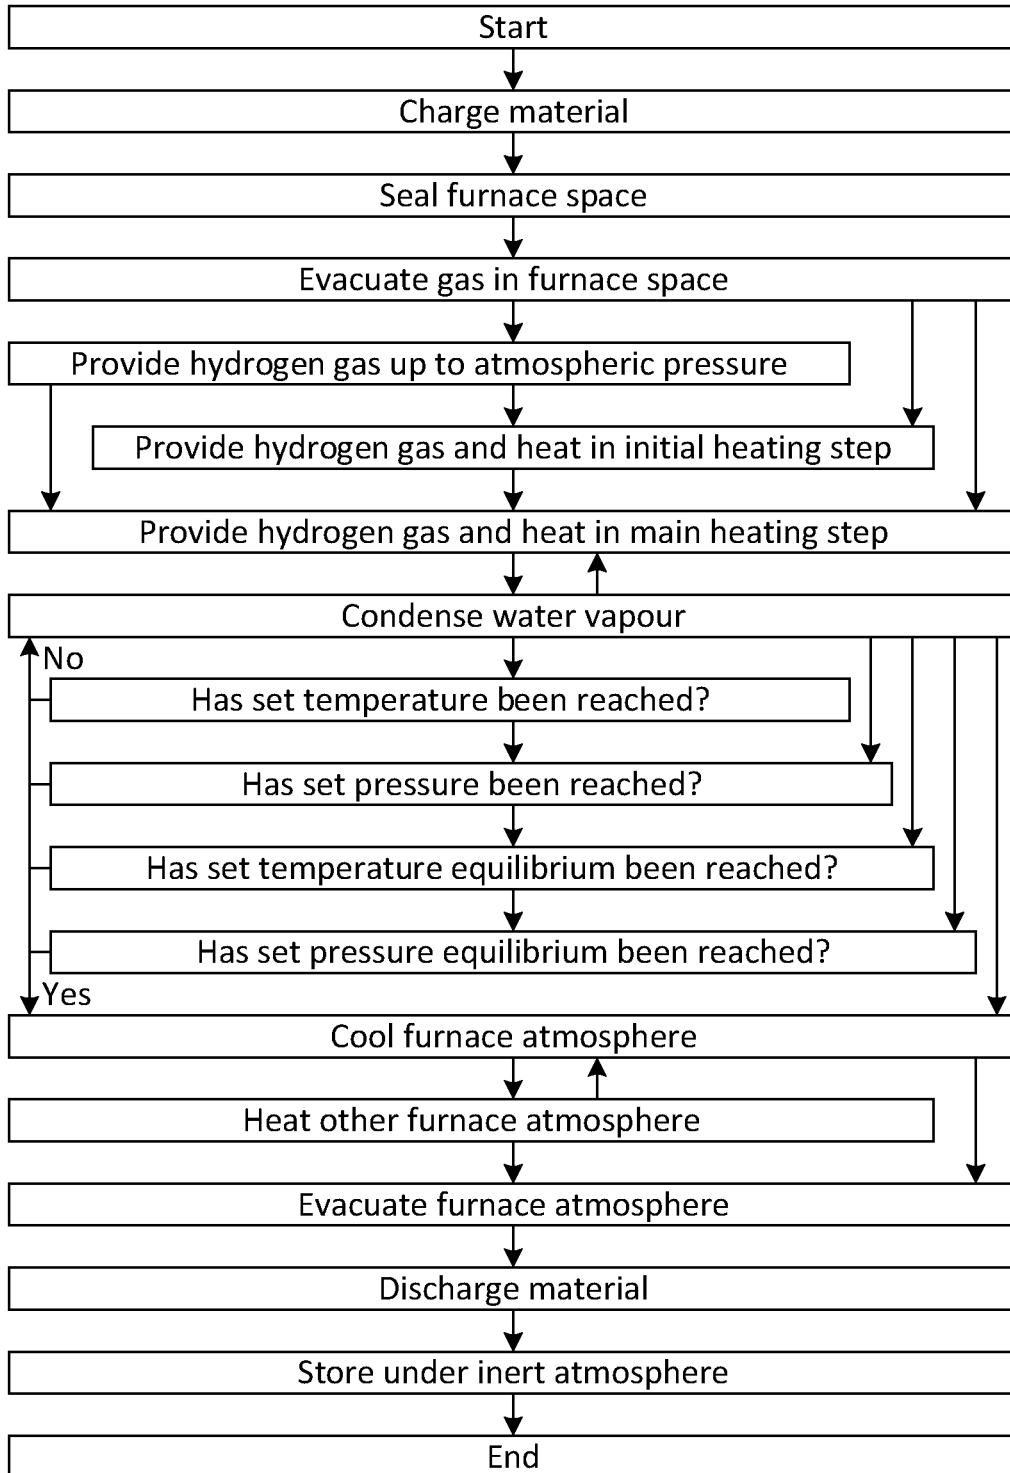 Start
Charge material
Seal furnace space
Evacuate gas in furnace space
Provide hydrogen gas up to atmospheric pressure
Provide hydrogen gas and heat in initial heating step
Provide hydrogen gas and heat in main heating step
Condense water vapour
No
Has set temperature been reached?
Has set pressure been reached?
Has set temperature equilibrium been reached?
Has set pressure equilibrium been reached?
Yes
Cool furnace atmosphere
Heat other furnace atmosphere
Evacuate furnace atmosphere
Discharge material
Store under inert atmosphere
End